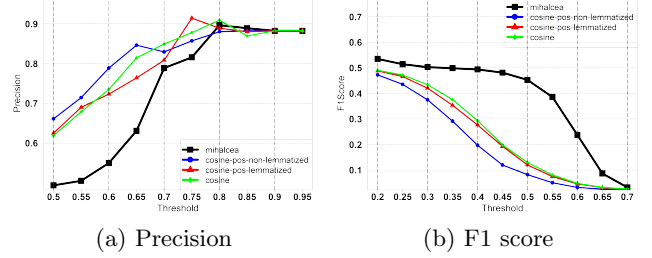 0.9
0.8
0.7
0.6
Precision
mihalcea
cosine-pos-non-lemmatized
cosine-pos-lemmatized
cosine
0.5 0.55 0.6 0.65 0.7 0.75 0.8 0.85 0.9 0.95
Threshold
(a) Precision
0.7
0.6
0.5
0.4
0.3
0.2
0.1
F1Score
mihalcea
cosine-pos-non-lemmatized
cosine-pos-lemmatized
cosine
0.2 0.25 0.3 0.35 0.4 0.45 0.5 0.55 0.6 0.65 0.7
Threshold
(b) F1 score